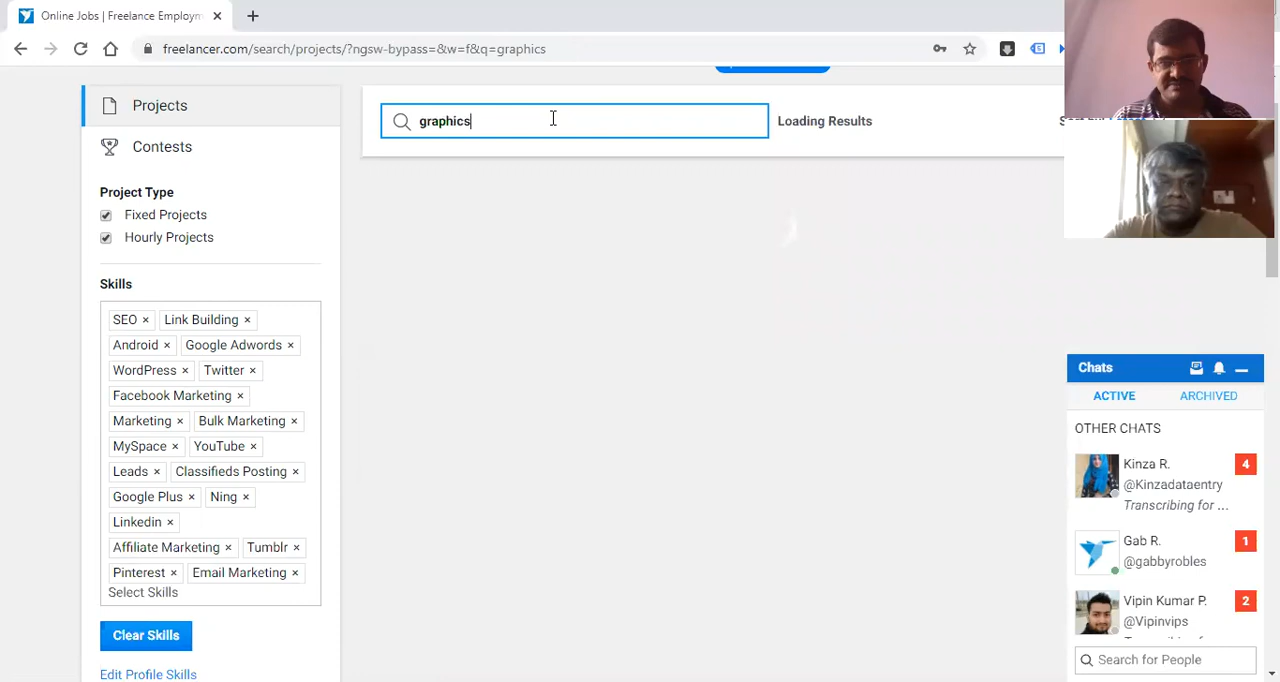 Online Jobs | Freelance Employm
freelancer.com/search/projects/?ngsw-bypass=&w=f&q=graphics
Projects
Contests
Project Type
Fixed Projects
Hourly Projects
Skills
SEO × Link Building ×
Android × Google Adwords ×
WordPress × Twitter ×
Facebook Marketing ×
Marketing × Bulk Marketing ×
MySpace × YouTube ×
Leads × Classifieds Posting ×
Google Plus × Ning ×
Linkedin ×
Affiliate Marketing × Tumblr ×
Pinterest × Email Marketing ×
Select Skills
Clear Skills
Edit Profile Skills
graphics
Loading Results
Chats
ACTIVE ARCHIVED
OTHER CHATS
Kinza R. 4
@Kinzadataentry
Transcribing for ...
Gab R. 1
@gabbyrobles
Vipin Kumar P. 2
@Vipinvips
Search for People